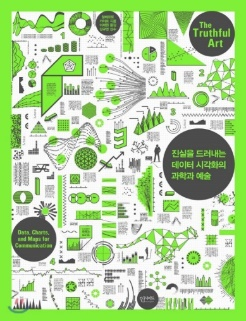 The
Truthful
Art
진실을 드러내는
데이터 시각화의
과학과 예술
Data, Charts,
and Maps for
Communication